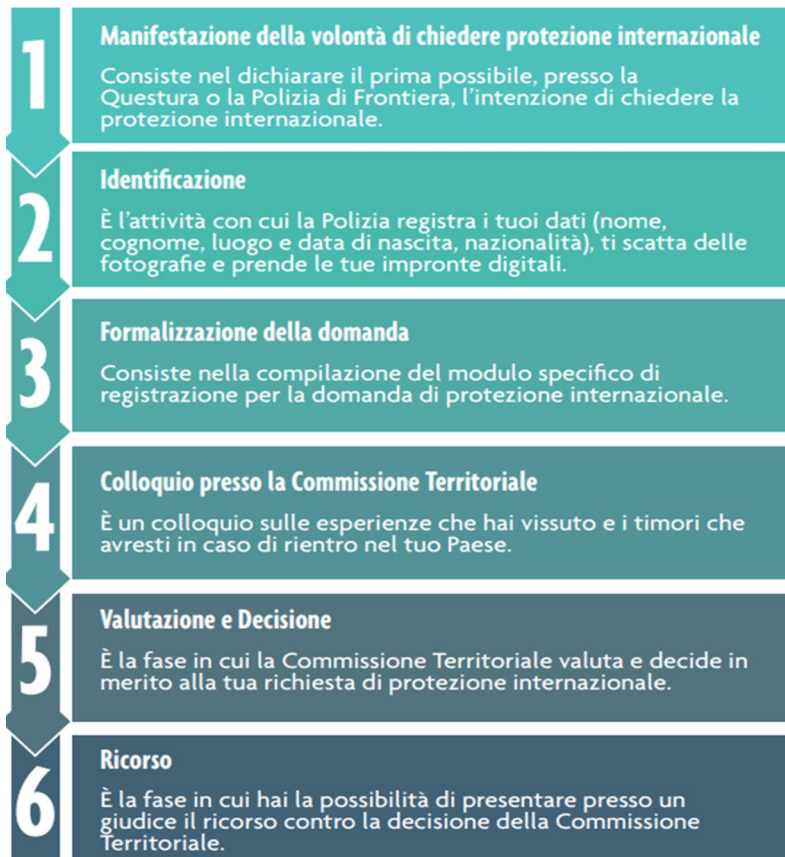 1
Manifestazione della volontà di chiedere protezione internazionale
Consiste nel dichiarare il prima possibile, presso la
Questura o la Polizia di Frontiera, l'intenzione di chiedere la
protezione internazionale.
2
Identificazione
È l'attività con cui la Polizia registra i tuoi dati (nome,
cognome, luogo e data di nascita, nazionalità), ti scatta delle
fotografie e prende le tue impronte digitali.
3
Formalizzazione della domanda
Consiste nella compilazione del modulo specifico di
registrazione per la domanda di protezione internazionale.
4
Colloquio presso la Commissione Territoriale
È un colloquio sulle esperienze che hai vissuto e i timori che
avresti in caso di rientro nel tuo Paese.
5
Valutazione e Decisione
È la fase in cui la Commissione Territoriale valuta e decide in
merito alla tua richiesta di protezione internazionale.
6
Ricorso
È la fase in cui hai la possibilità di presentare presso un
giudice il ricorso contro la decisione della Commissione
Territoriale.